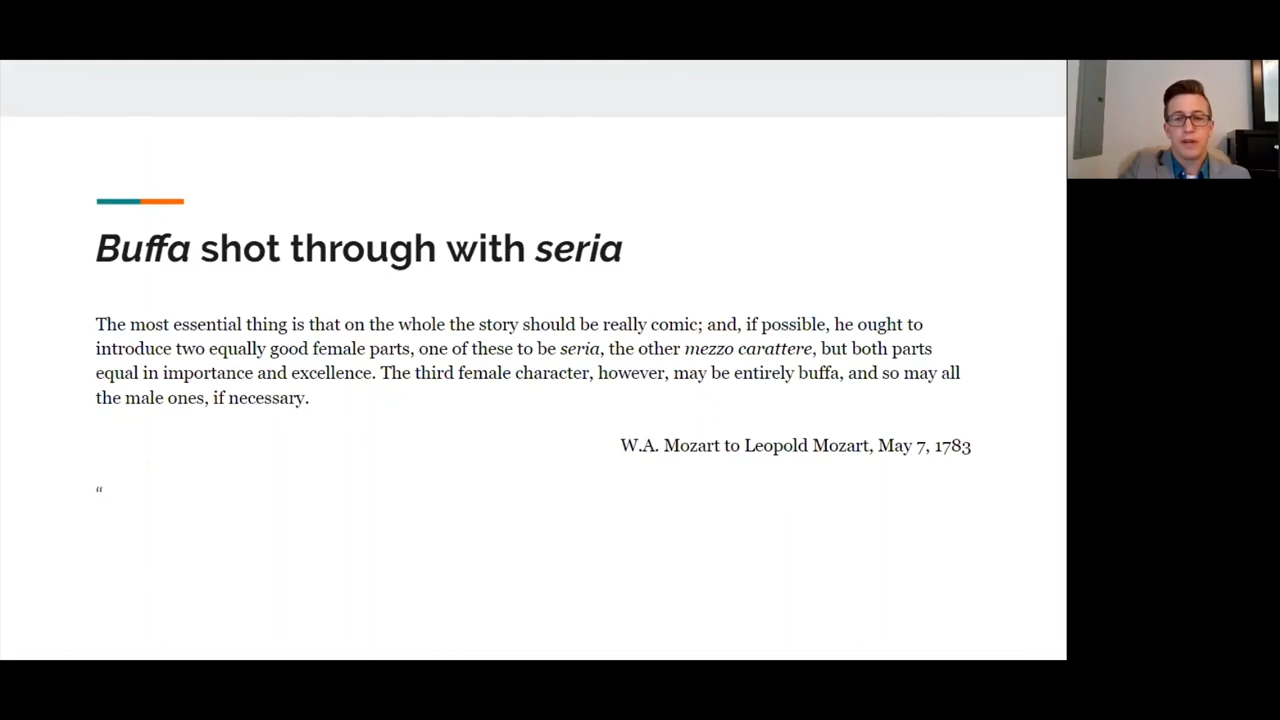 Buffa shot through with seria
The most essential thing is that on the whole the story should be really comic; and, if possible, he ought to
introduce two equally good female parts, one of these to be seria, the other mezzo carattere, but both parts
equal in importance and excellence. The third female character, however, may be entirely buffa, and so may all
the male ones, if necessary.
W.A. Mozart to Leopold Mozart, May 7, 1783
“